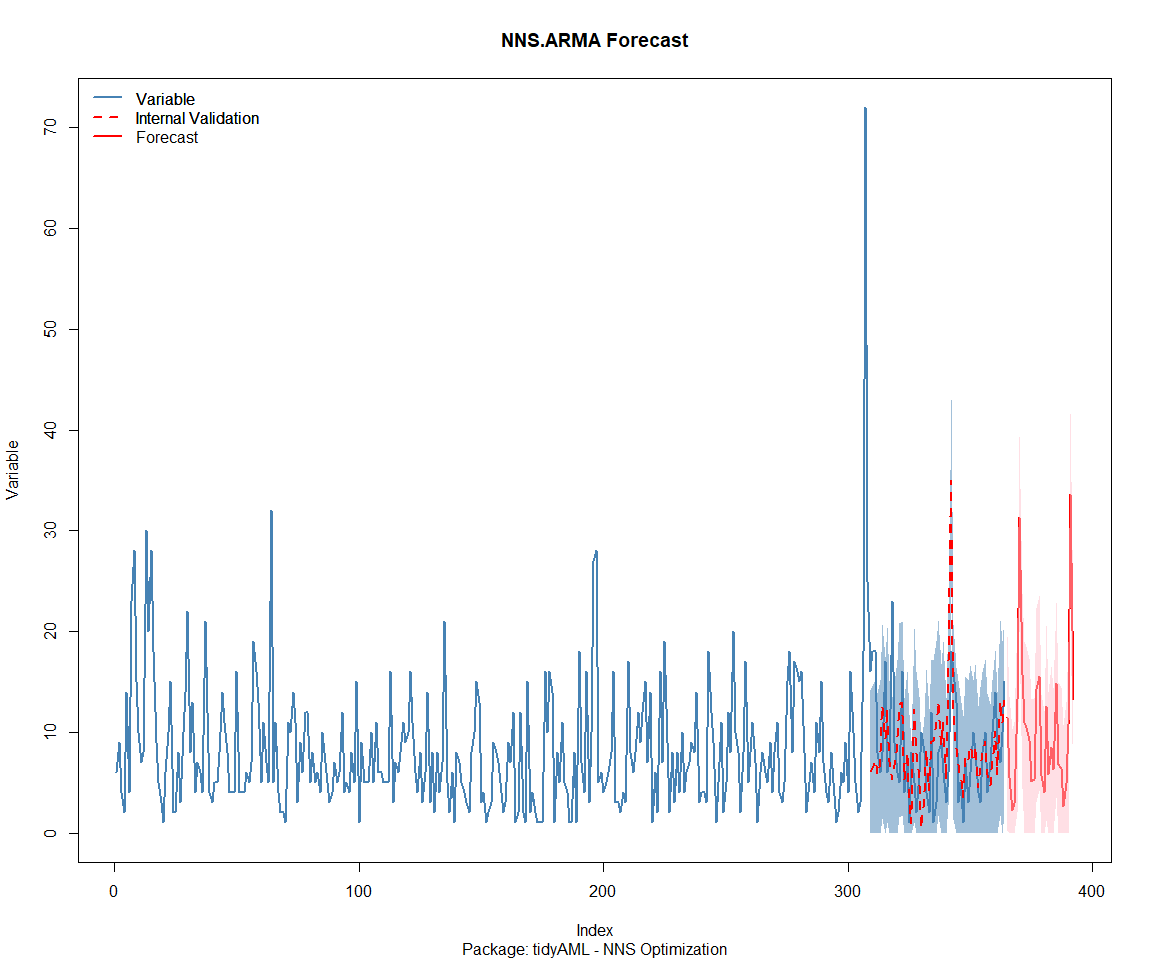 NNS.ARMA Forecast
Variable
Internal Validation
Forecast
70
60
50
40
30
20
10
0
Variable
0 100 200 300 400
Index
Package: tidyAML - NNS Optimization